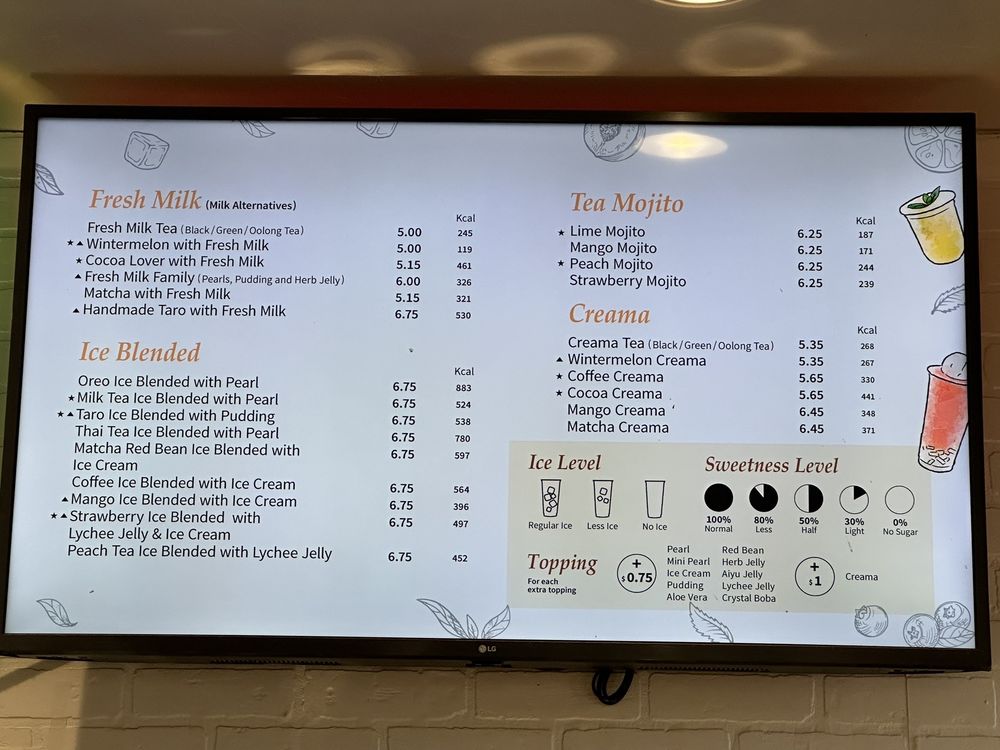 Fresh Milk (Milk Alternatives)
Kcal
Fresh Milk Tea (Black/Green/Oolong Tea) 5.00 245
★▲Wintermelon with Fresh Milk 5.00 119
★Cocoa Lover with Fresh Milk 5.15 461
▲Fresh Milk Family (Pearls, Pudding and Herb Jelly) 6.00 326
Matcha with Fresh Milk 5.15 321
▲Handmade Taro with Fresh Milk 6.75 530
Ice Blended
Kcal
Oreo Ice Blended with Pearl 6.75 883
★Milk Tea Ice Blended with Pearl 6.75 524
★▲Taro Ice Blended with Pudding 6.75 538
Thai Tea Ice Blended with Pearl 6.75 780
Matcha Red Bean Ice Blended with 6.75 597
Ice Cream
Coffee Ice Blended with Ice Cream 6.75 564
▲Mango Ice Blended with Ice Cream 6.75 396
★▲Strawberry Ice Blended with 6.75 497
Lychee Jelly & Ice Cream
Peach Tea Ice Blended with Lychee Jelly 6.75 452
Tea Mojito
Kcal
★ Lime Mojito 6.25 187
Mango Mojito 6.25 171
★ Peach Mojito 6.25 244
Strawberry Mojito 6.25 239
Creama
Kcal
Creama Tea (Black/Green/Oolong Tea) 5.35 268
▲ Wintermelon Creama 5.35 267
★ Coffee Creama 5.65 330
★ Cocoa Creama 5.65 441
Mango Creama 6.45 348
Matcha Creama 6.45 371
Ice Level
Regular Ice Less Ice No Ice
Sweetness Level
100% 80% 50% 30% 0%
Normal Less Half Light No Sugar
Topping
For each
extra topping
+
$0.75
Pearl Red Bean
Mini Pearl Herb Jelly
Ice Cream Aiyu Jelly
Pudding Lychee Jelly
Aloe Vera Crystal Boba
+
$1
Creama
LG